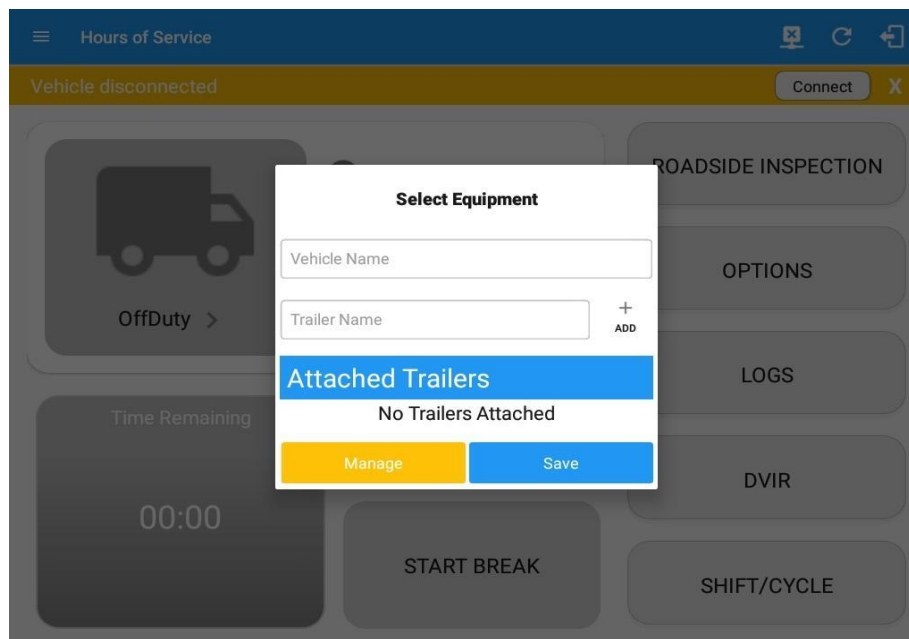 Hours of Service
Vehicle disconnected
Connect
X
OffDuty
Time Remaining
00:00
Select Equipment
Vehicle Name
Trailer Name
+
ADD
Attached Trailers
No Trailers Attached
Manage
Save
START BREAK
ROADSIDE INSPECTION
OPTIONS
LOGS
DVIR
SHIFT/CYCLE